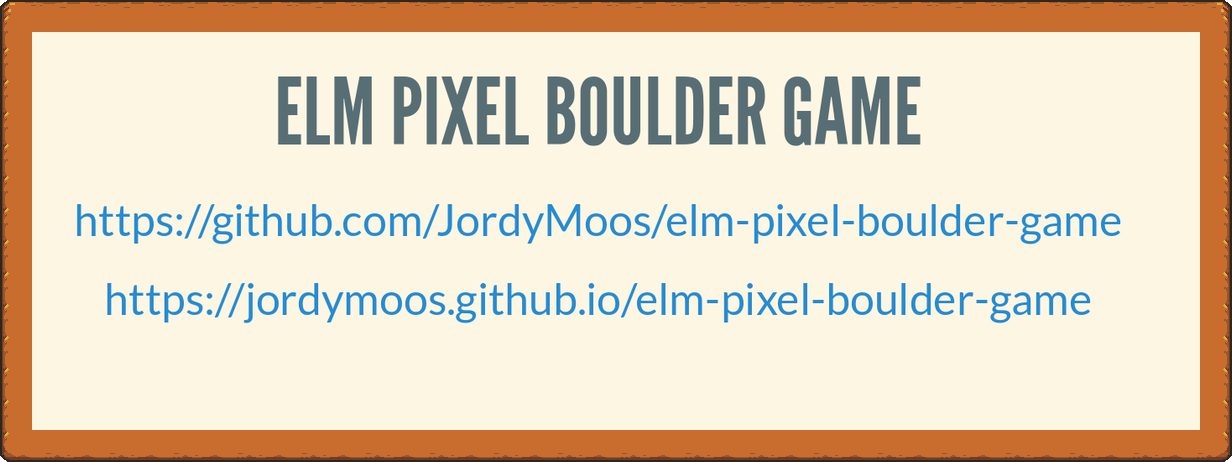 ELM PIXEL BOULDER GAME
https://github.com/JordyMoos/elm-pixel-boulder-game
https://jordymoos.github.io/elm-pixel-boulder-game